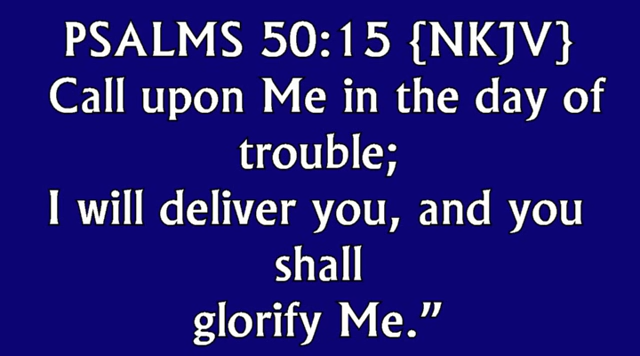 PSALMS 50:15 {NKJV}
Call upon Me in the day of
trouble;
I will deliver you, and you
shall
glorify Me.”